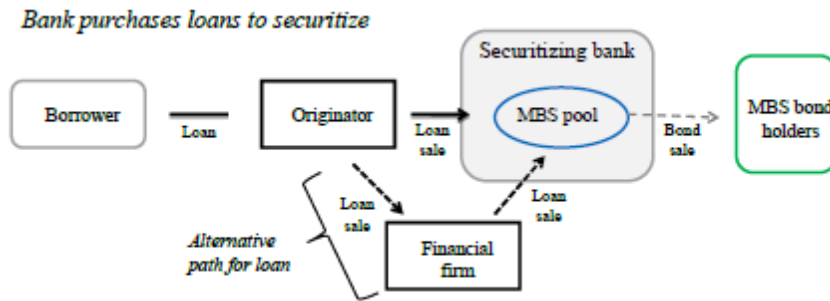 Bank purchases loans to securitize
Securitizing bank
Borrower
Loan
Originator
Loan
sale
MBS pool
Bond
sale
MBS bond
holders
Loan
sale
Loan
sale
Alternative
path for loan
Financial
firm